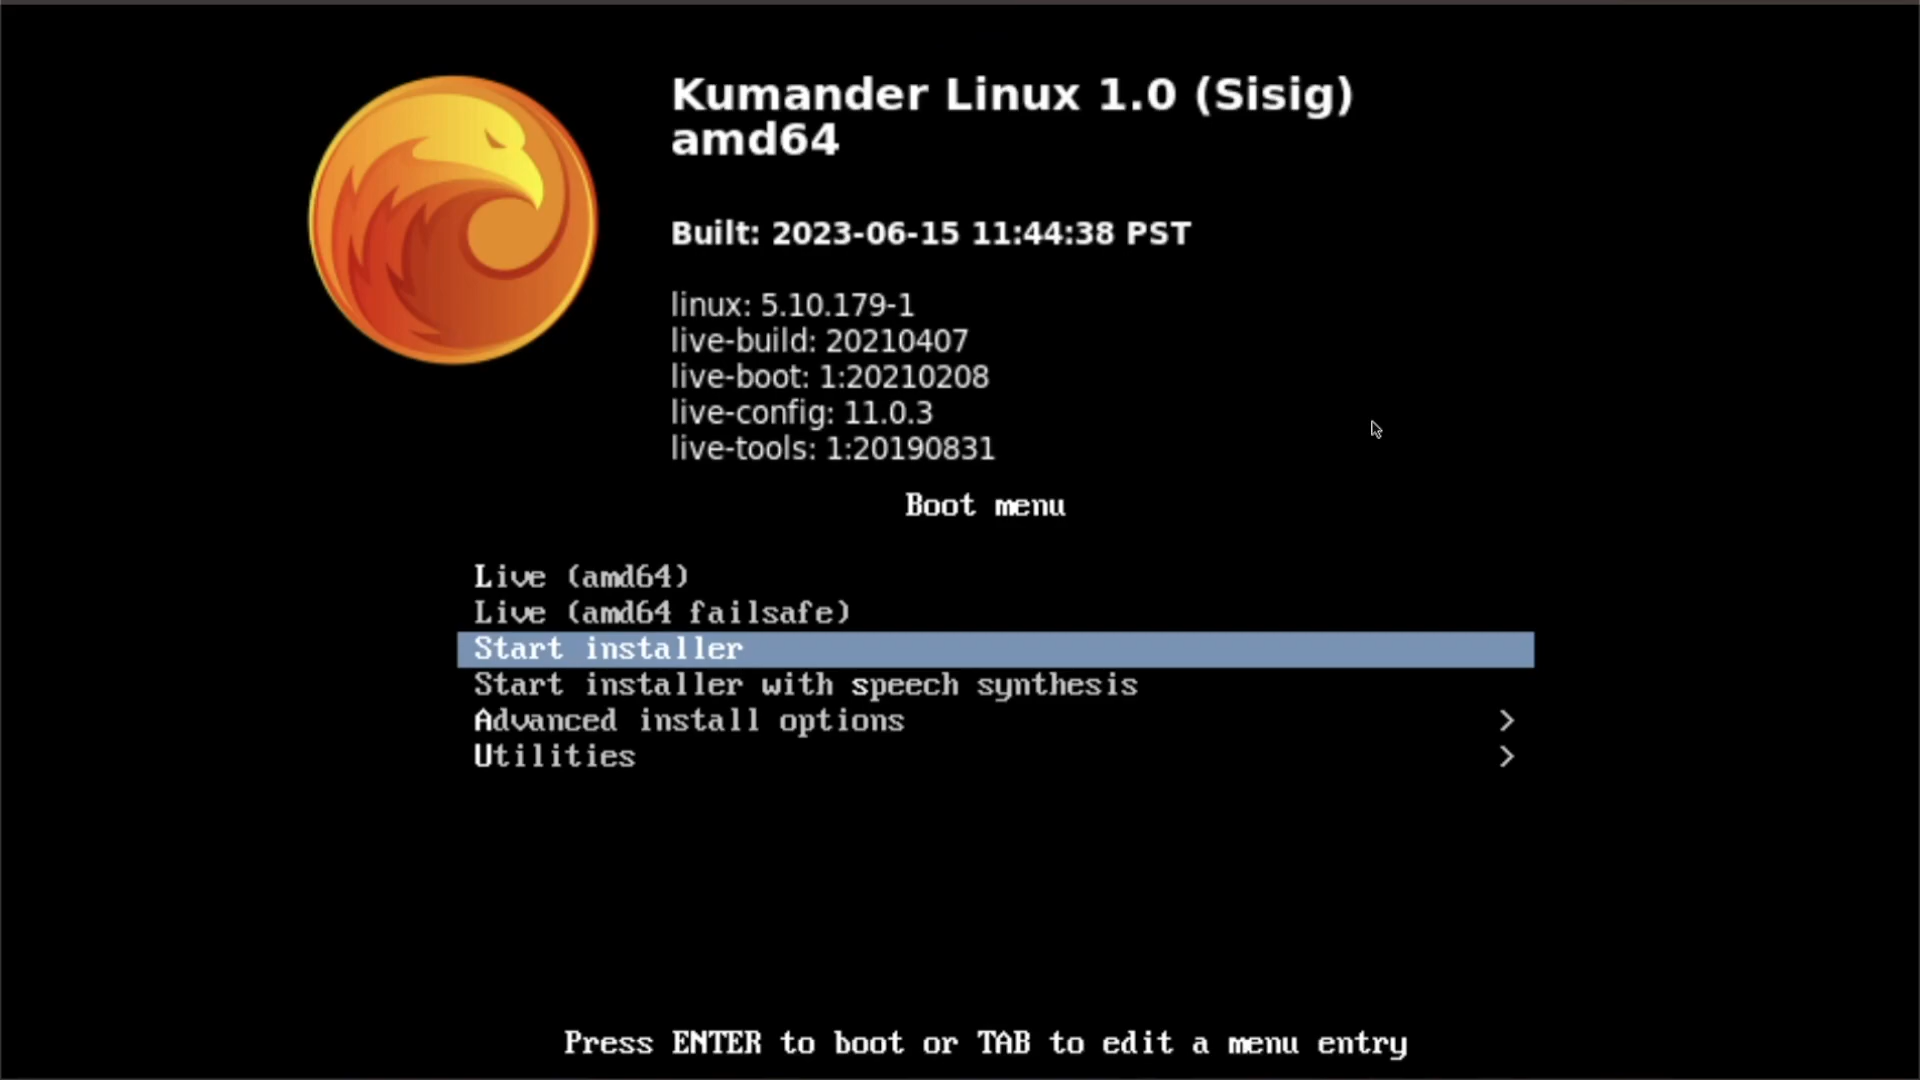 Kumander Linux 1.0 (Sisig)
amd64
Built: 2023-06-15 11:44:38 PST
linux: 5.10.179-1
live-build: 20210407
live-boot: 1:20210208
live-config: 11.0.3
live-tools: 1:20190831
Boot menu
Live (amd64)
Live (amd64 failsafe)
Start installer
Start installer with speech synthesis
Advanced install options >
Utilities >
Press ENTER to boot or TAB to edit a menu entry